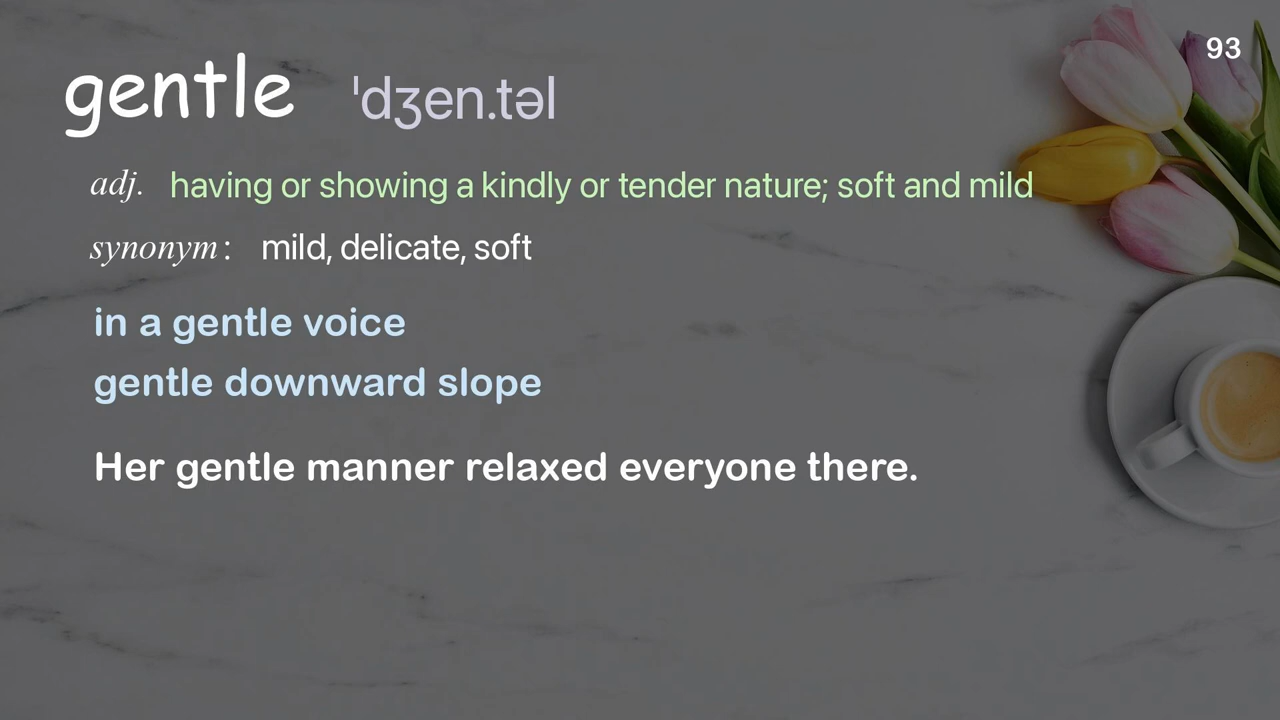 93
gentle ˈdʒen.təl
adj. having or showing a kindly or tender nature; soft and mild
synonym: mild, delicate, soft
in a gentle voice
gentle downward slope
Her gentle manner relaxed everyone there.